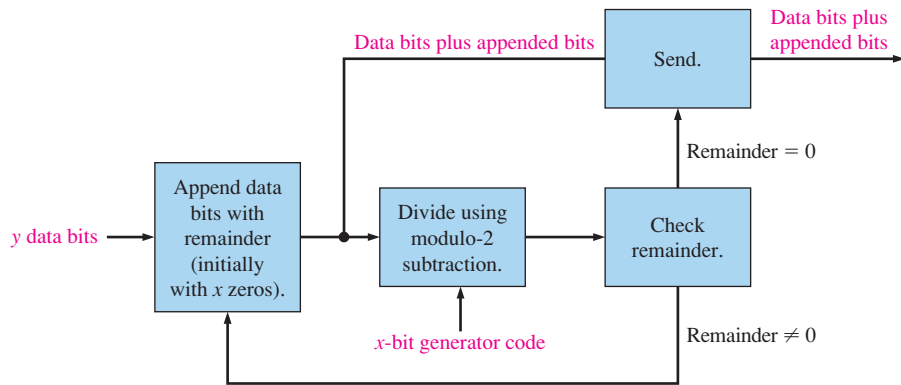 Data bits plus appended bits
Send.
Data bits plus
appended bits
Remainder = 0
y data bits
Append data
bits with
remainder
(initially
with x zeros).
Divide using
modulo-2
subtraction.
Check
remainder.
x-bit generator code
Remainder ≠ 0